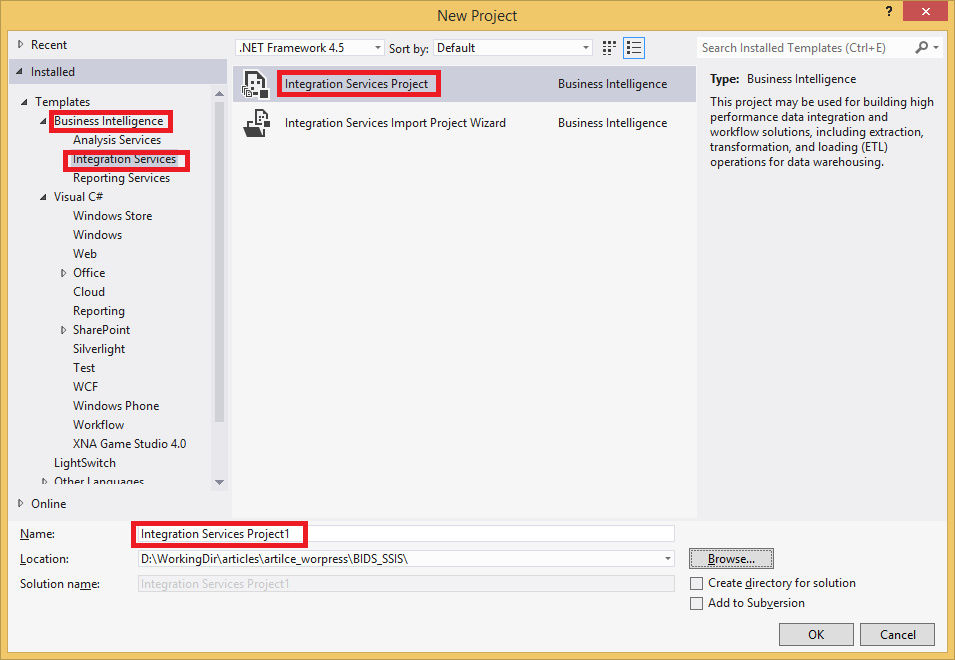 New Project
?
Recent
Installed
Templates
Business Intelligence
Analysis Services
Integration Services
Reporting Services
Visual C#
Windows Store
Windows
Web
Office
Cloud
Reporting
SharePoint
Silverlight
Test
WCF
Windows Phone
Workflow
XNA Game Studio 4.0
LightSwitch
Other Languages
Online
.NET Framework 4.5 Sort by: Default
Integration Services Project Business Intelligence
Integration Services Import Project Wizard Business Intelligence
Search Installed Templates (Ctrl+E)
Type: Business Intelligence
This project may be used for building high
performance data integration and
workflow solutions, including extraction,
transformation, and loading (ETL)
operations for data warehousing.
Name: Integration Services Project1
Location: D:\WorkingDir\articles\artilce_worpress\BIDS_SSIS\
Browse...
Solution name: Integration Services Project1
Create directory for solution
Add to Subversion
OK Cancel